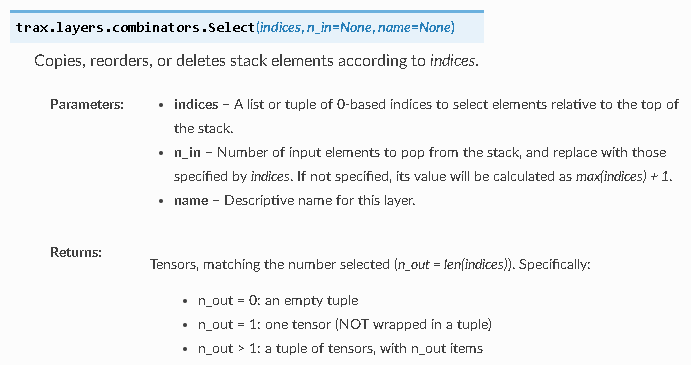 trax.layers.combinators.Select(indices, n_in=None, name=None)
Copies, reorders, or deletes stack elements according to indices.
Parameters:
• indices – A list or tuple of 0-based indices to select elements relative to the top of
the stack.
• n_in – Number of input elements to pop from the stack, and replace with those
specified by indices. If not specified, its value will be calculated as max(indices) + 1.
• name – Descriptive name for this layer.
Returns:
Tensors, matching the number selected (n_out = len(indices)). Specifically:
• n_out = 0: an empty tuple
• n_out = 1: one tensor (NOT wrapped in a tuple)
• n_out > 1: a tuple of tensors, with n_out items